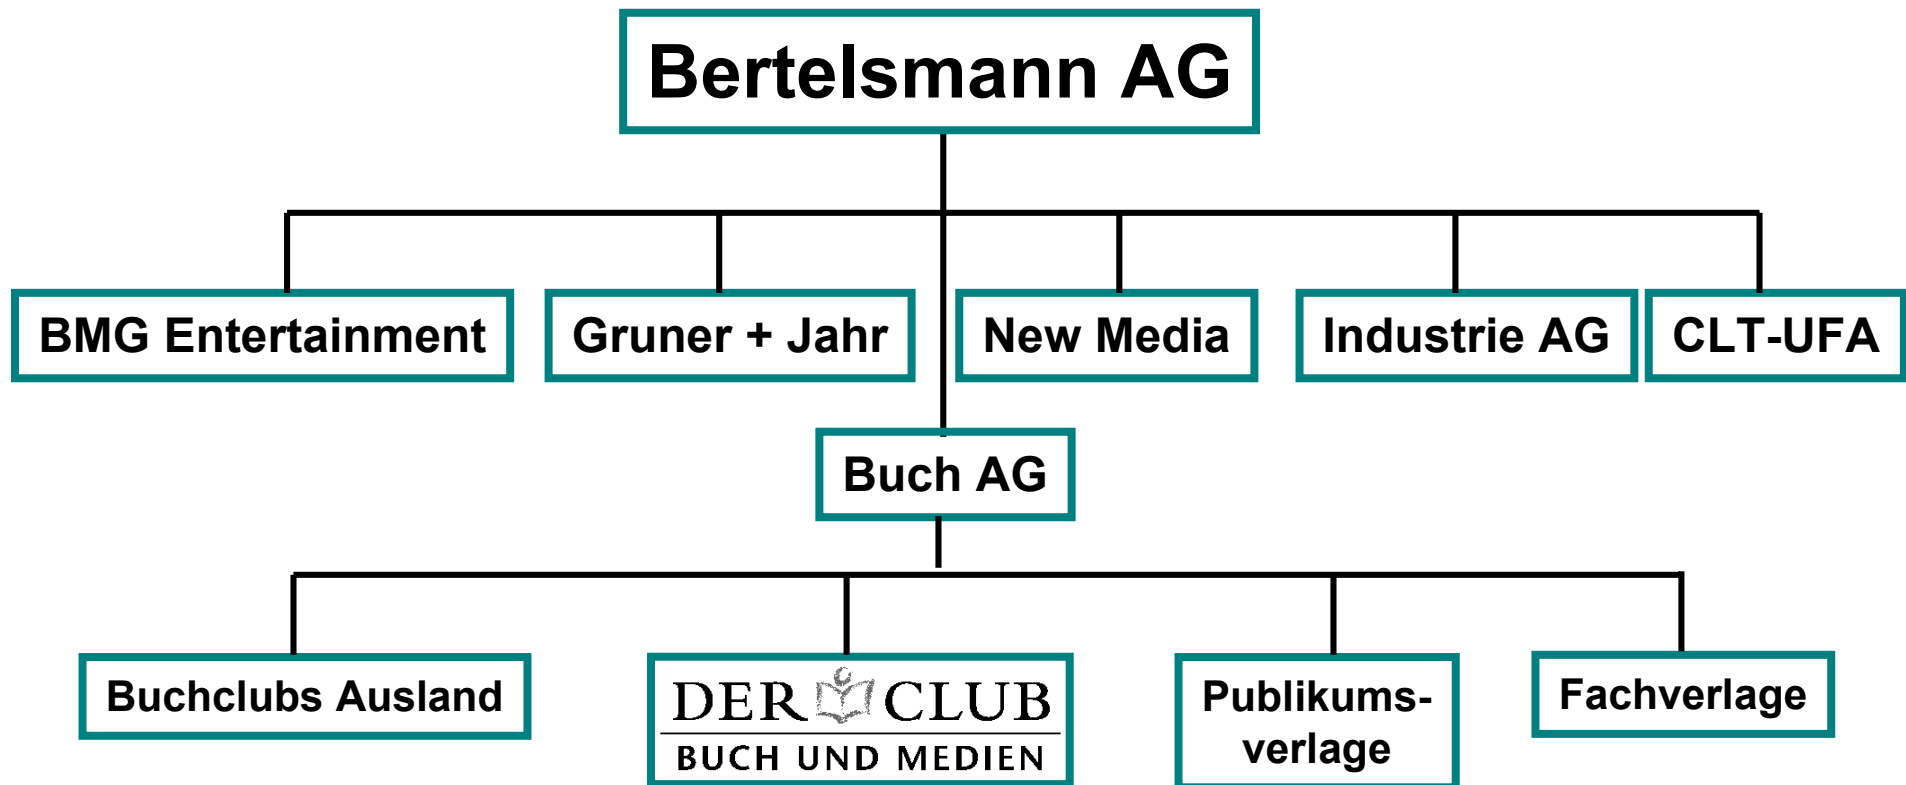 Bertelsmann AG
BMG Entertainment
Gruner + Jahr
New Media
Industrie AG
CLT-UFA
Buch AG
Buchclubs Ausland
DER CLUB
BUCH UND MEDIEN
Publikums-
verlage
Fachverlage